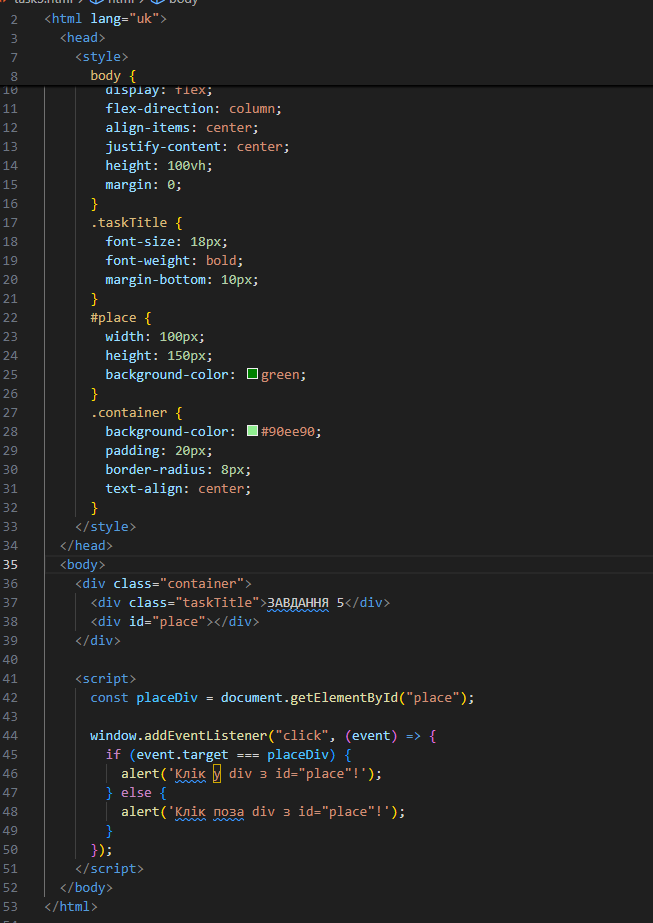 task5.html > html > body
2 <html lang="uk">
3 <head>
7 <style>
8 body {
10 display: flex;
11 flex-direction: column;
12 align-items: center;
13 justify-content: center;
14 height: 100vh;
15 margin: 0;
16 }
17 .taskTitle {
18 font-size: 18px;
19 font-weight: bold;
20 margin-bottom: 10px;
21 }
22 #place {
23 width: 100px;
24 height: 150px;
25 background-color: green;
26 }
27 .container {
28 background-color: #90ee90;
29 padding: 20px;
30 border-radius: 8px;
31 text-align: center;
32 }
33 </style>
34 </head>
35 <body>
36 <div class="container">
37 <div class="taskTitle">ЗАВДАННЯ 5</div>
38 <div id="place"></div>
39 </div>
40
41 <script>
42 const placeDiv = document.getElementById("place");
43
44 window.addEventListener("click", (event) => {
45 if (event.target === placeDiv) {
46 alert('Клік у div з id="place"!');
47 } else {
48 alert('Клік поза div з id="place"!');
49 }
50 });
51 </script>
52 </body>
53 </html>